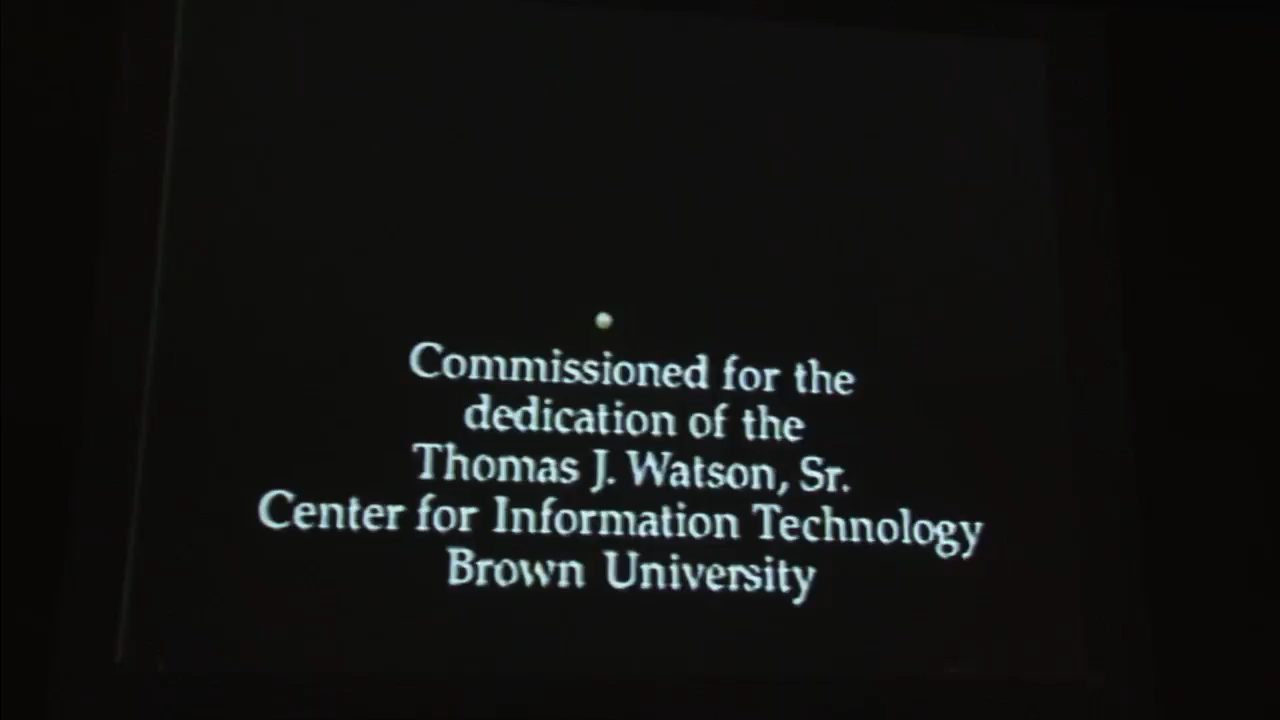 Commissioned for the
dedication of the
Thomas J. Watson, Sr.
Center for Information Technology
Brown University